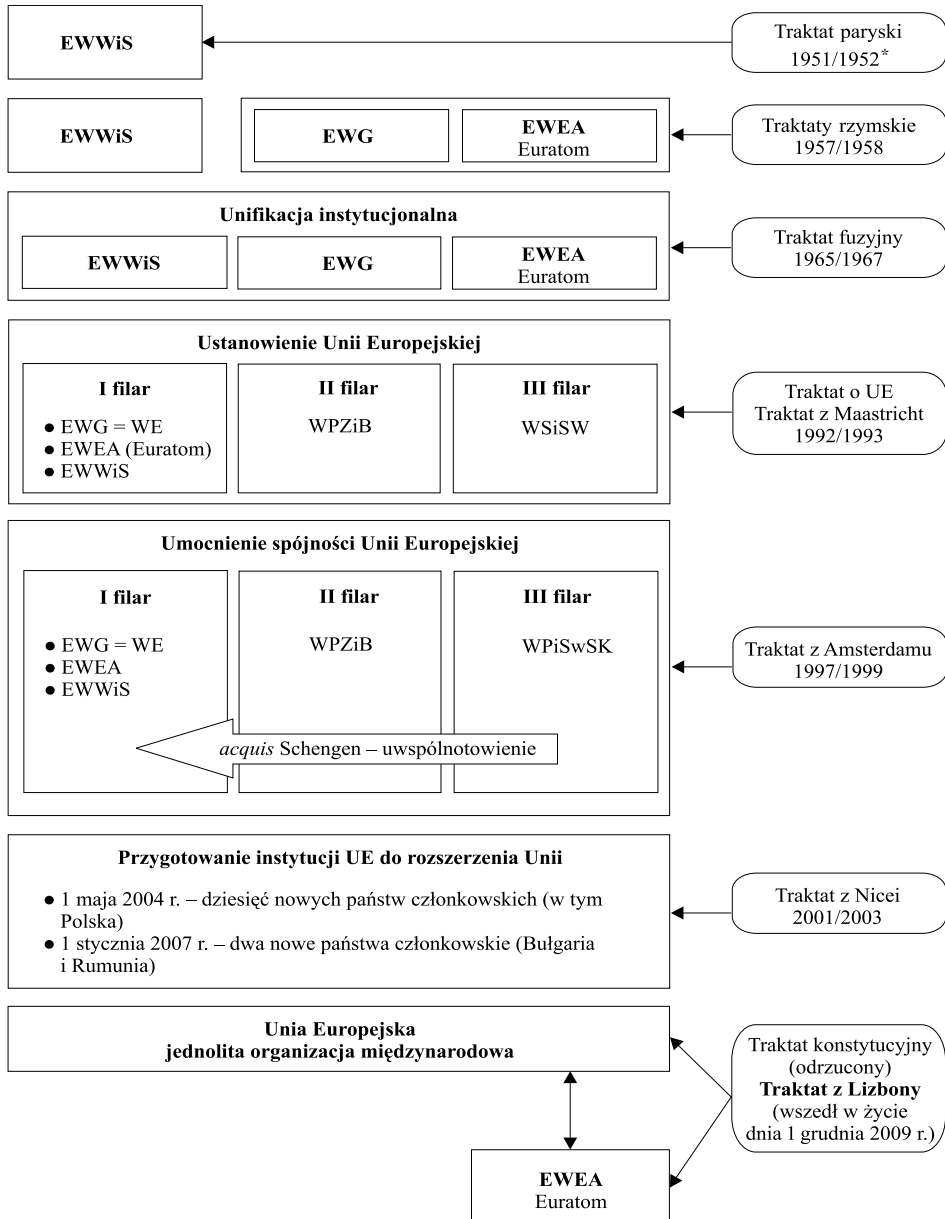 EWWiS
Traktat paryski
1951/1952*
EWWiS
EWG
EWEA
Euratom
Traktaty rzymskie
1957/1958
Unifikacja instytucjonalna
EWWiS
EWG
EWEA
Euratom
Traktat fuzyjny
1965/1967
Ustanowienie Unii Europejskiej
I filar
● EWG = WE
● EWEA (Euratom)
● EWWiS
II filar
WPZiB
III filar
WSiSW
Traktat o UE
Traktat z Maastricht
1992/1993
Umocnienie spójności Unii Europejskiej
I filar
● EWG = WE
● EWEA
● EWWiS
II filar
WPZiB
III filar
WPiSwSK
acquis Schengen – uwspólnotowienie
Traktat z Amsterdamu
1997/1999
Przygotowanie instytucji UE do rozszerzenia Unii
● 1 maja 2004 r. – dziesięć nowych państw członkowskich (w tym
Polska)
● 1 stycznia 2007 r. – dwa nowe państwa członkowskie (Bułgaria
i Rumunia)
Traktat z Nicei
2001/2003
Unia Europejska
jednolita organizacja międzynarodowa
Traktat konstytucyjny
(odrzucony)
Traktat z Lizbony
(wszedł w życie
dnia 1 grudnia 2009 r.)
EWEA
Euratom